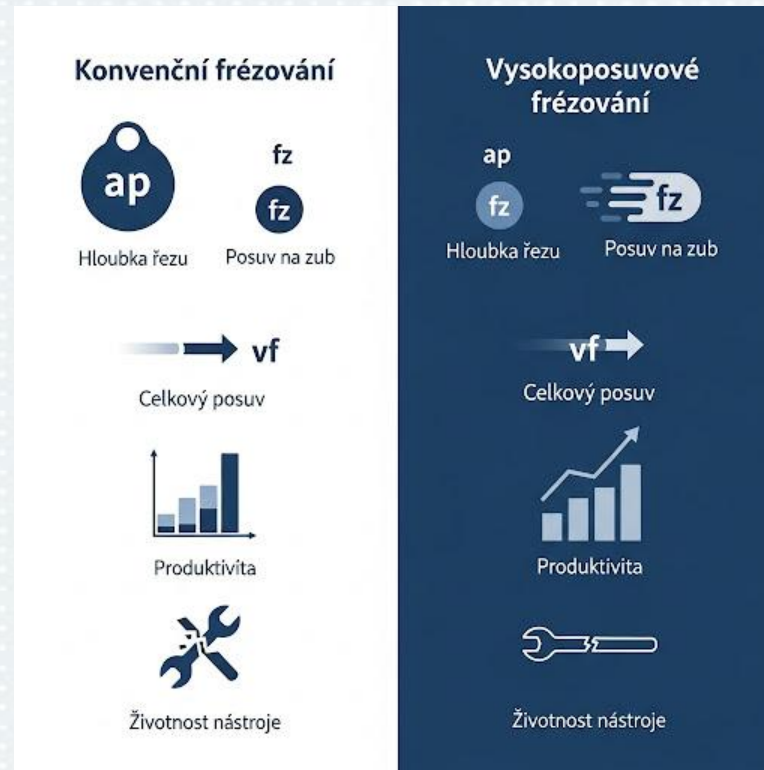 Konvenční frézování
ap
Hloubka řezu
fz
fz
Posuv na zub
vf
Celkový posuv
Produktivita
Životnost nástroje
Vysokoposuvové
frézování
ap
fz
Hloubka řezu
fz
Posuv na zub
vf
Celkový posuv
Produktivita
Životnost nástroje